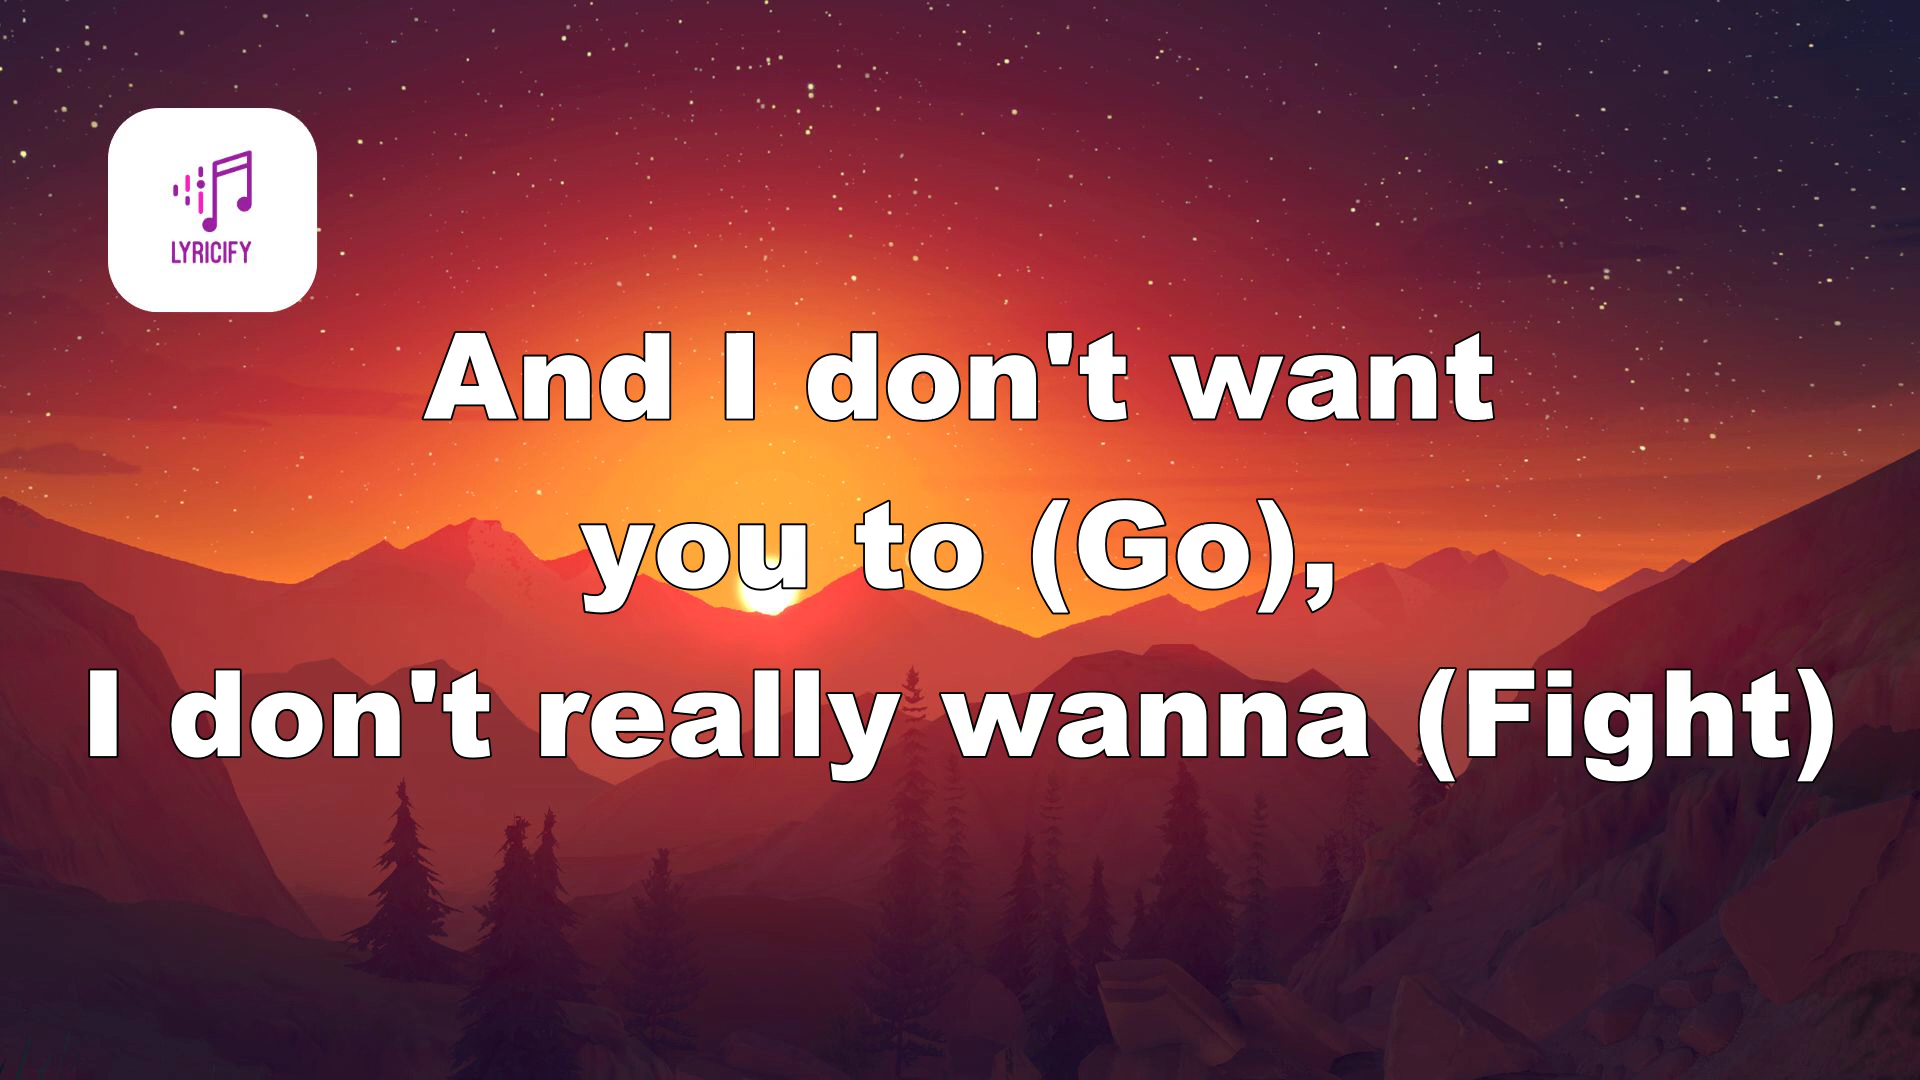 LYRICIFY
And I don't want
you to (Go),
I don't really wanna (Fight)